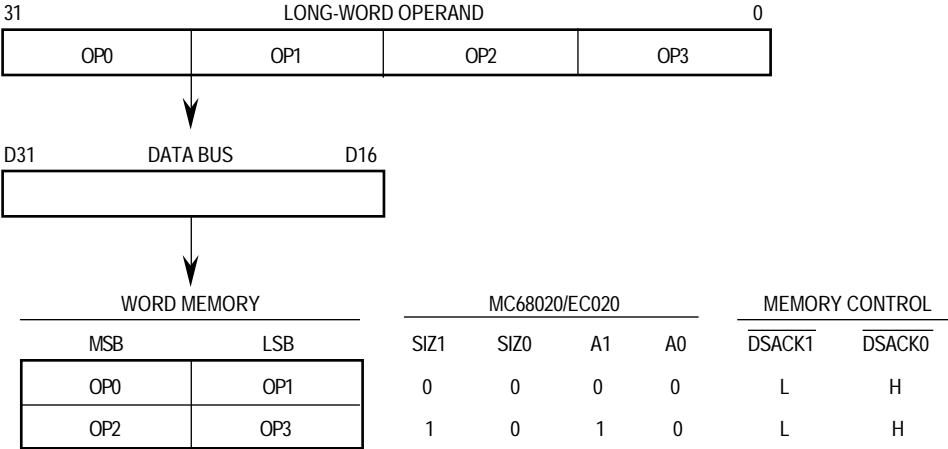 31 LONG-WORD OPERAND 0
OP0 OP1 OP2 OP3
D31 DATA BUS D16
WORD MEMORY MC68020/EC020 MEMORY CONTROL
MSB LSB SIZ1 SIZ0 A1 A0 DSACK1 DSACK0
OP0 OP1 0 0 0 0 L H
OP2 OP3 1 0 1 0 L H